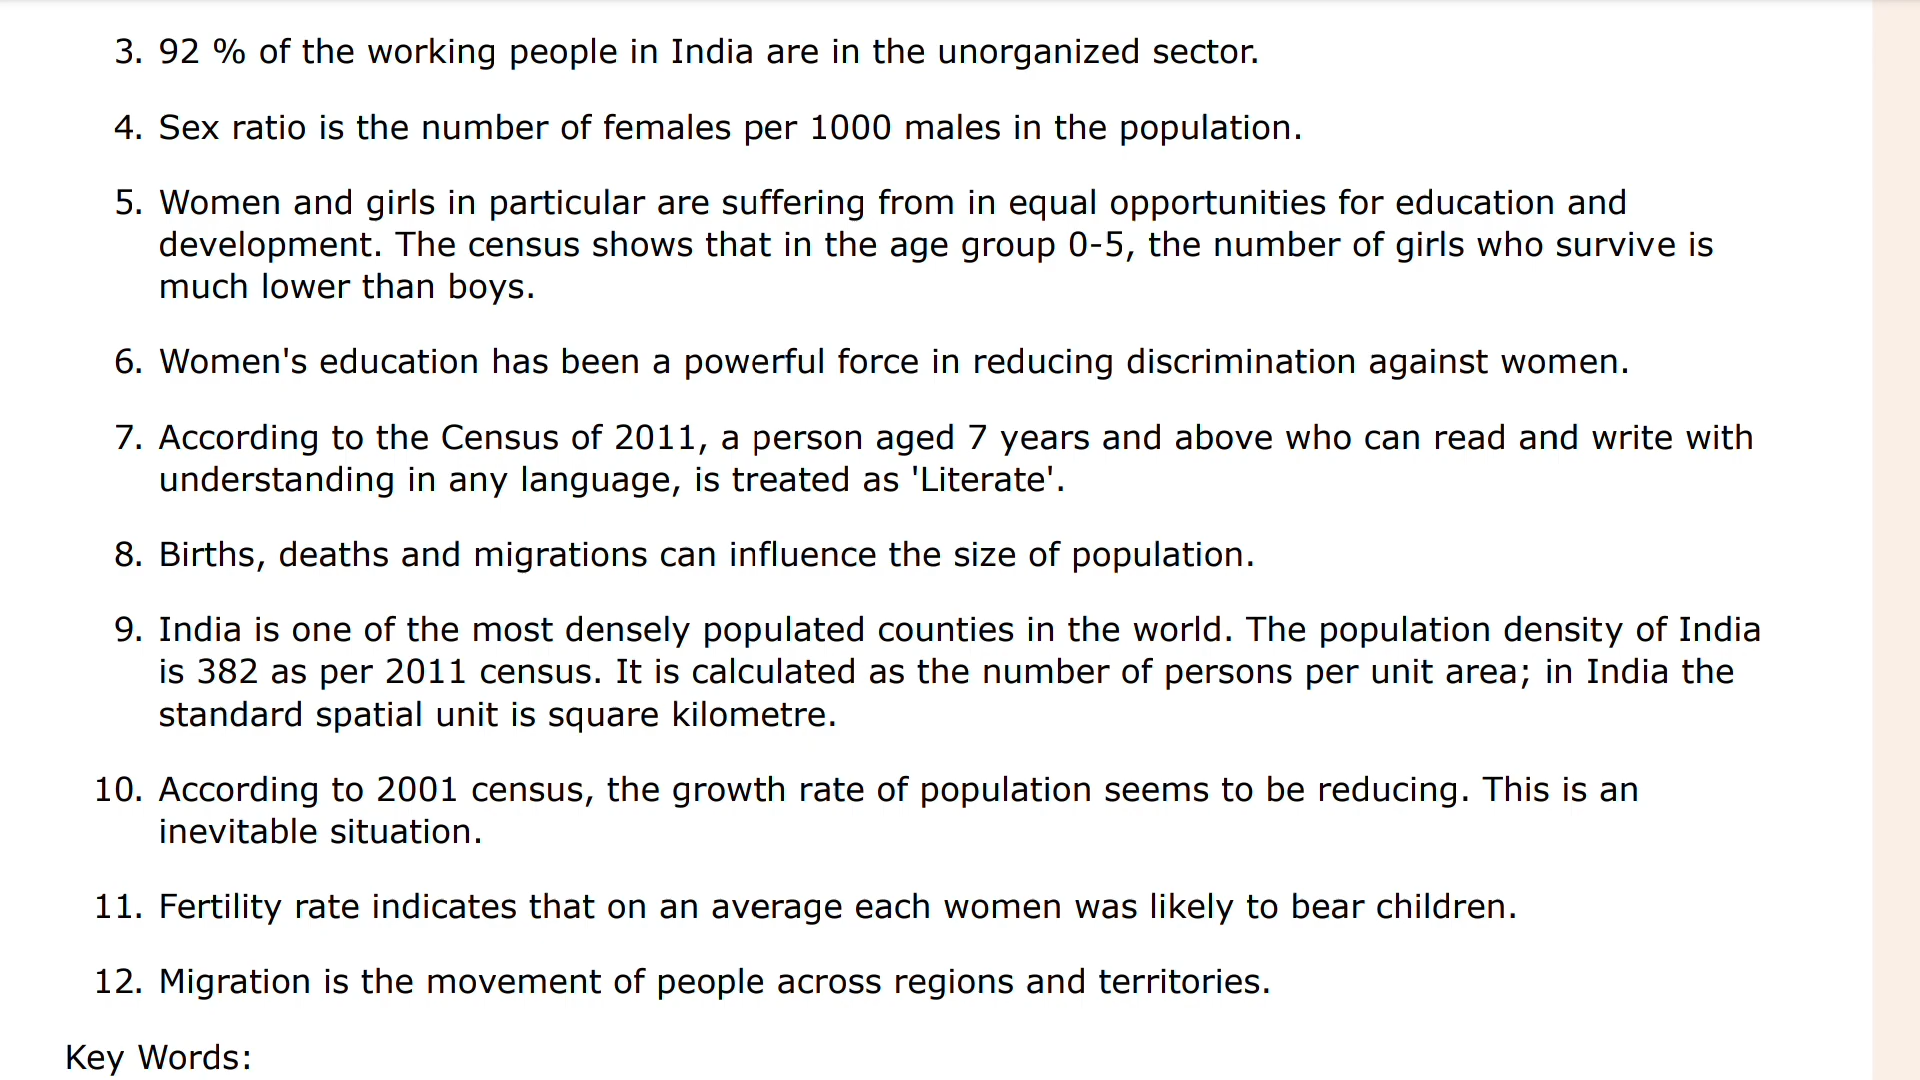 3. 92 % of the working people in India are in the unorganized sector.
4. Sex ratio is the number of females per 1000 males in the population.
5. Women and girls in particular are suffering from in equal opportunities for education and
development. The census shows that in the age group 0-5, the number of girls who survive is
much lower than boys.
6. Women's education has been a powerful force in reducing discrimination against women.
7. According to the Census of 2011, a person aged 7 years and above who can read and write with
understanding in any language, is treated as 'Literate'.
8. Births, deaths and migrations can influence the size of population.
9. India is one of the most densely populated counties in the world. The population density of India
is 382 as per 2011 census. It is calculated as the number of persons per unit area; in India the
standard spatial unit is square kilometre.
10. According to 2001 census, the growth rate of population seems to be reducing. This is an
inevitable situation.
11. Fertility rate indicates that on an average each women was likely to bear children.
12. Migration is the movement of people across regions and territories.
Key Words: